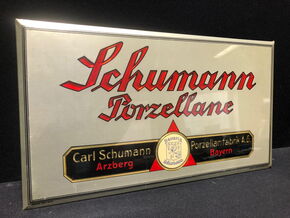 Schumann
Porzellane
Carl Schumann
Arzberg
Porzellanfabrik A.G.
Bayern